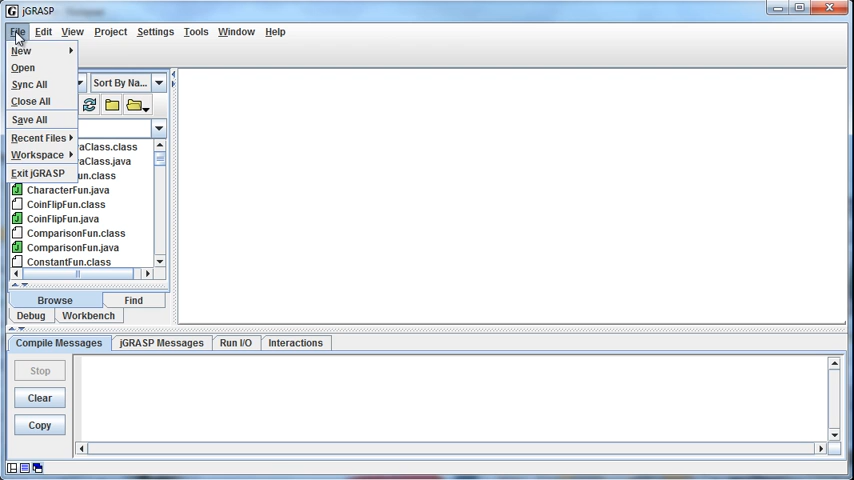 jGRASP
File Edit View Project Settings Tools Window Help
New
Open
Sync All
Close All
Save All
Recent Files
Workspace
Exit jGRASP
Sort By Na...
vaClass.class
vaClass.java
un.class
CharacterFun.java
CoinFlipFun.class
CoinFlipFun.java
ComparisonFun.class
ComparisonFun.java
ConstantFun.class
Browse Find
Debug Workbench
Compile Messages jGRASP Messages Run I/O Interactions
Stop
Clear
Copy